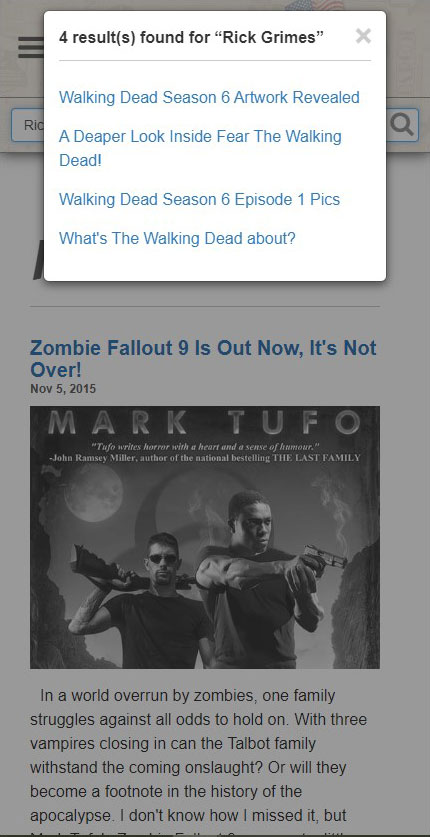 4 result(s) found for “Rick Grimes”
×
Walking Dead Season 6 Artwork Revealed
A Deaper Look Inside Fear The Walking
Dead!
Walking Dead Season 6 Episode 1 Pics
What's The Walking Dead about?
Zombie Fallout 9 Is Out Now, It's Not
Over!
Nov 5, 2015
MARK TUFO
"Tufo writes horror with a heart and a sense of humour."
-John Ramsey Miller, author of the national bestelling THE LAST FAMILY
In a world overrun by zombies, one family
struggles against all odds to hold on. With three
vampires closing in can the Talbot family
withstand the coming onslaught? Or will they
become a footnote in the history of the
apocalypse. I don't know how I missed it, but